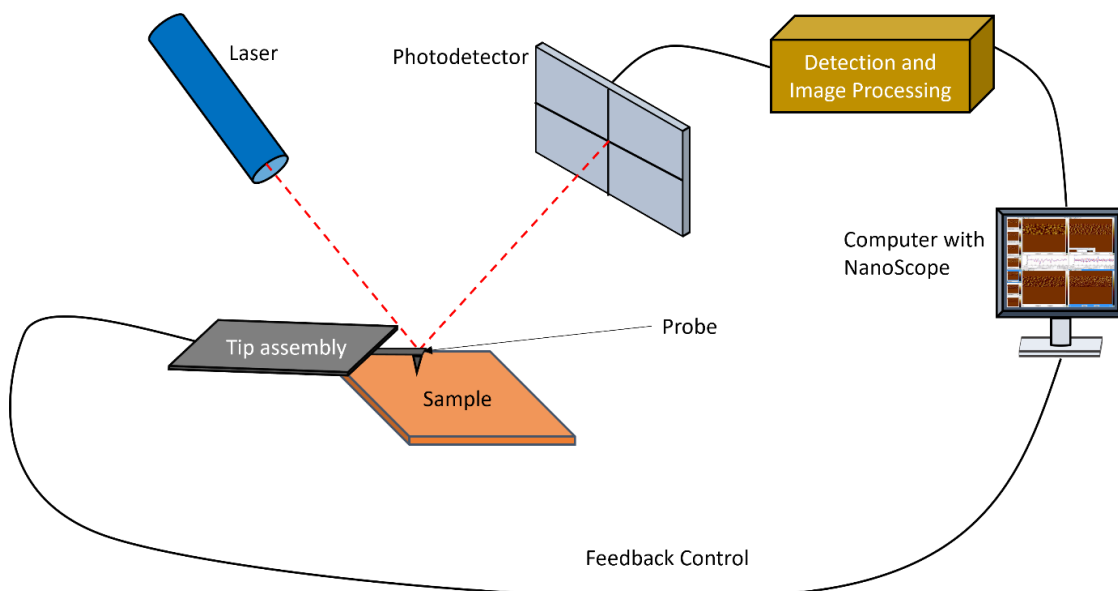 Laser
Photodetector
Detection and
Image Processing
Computer with
NanoScope
Probe
Tip assembly
Sample
Feedback Control